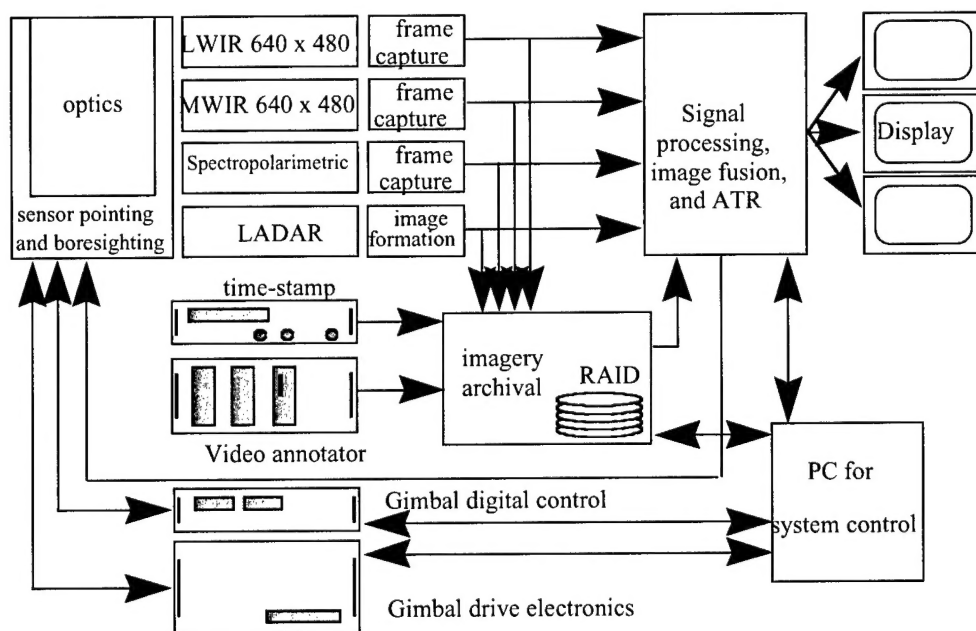 optics
sensor pointing
and boresighting
LWIR 640 x 480
frame
capture
MWIR 640 x 480
frame
capture
Spectropolarimetric
frame
capture
LADAR
image
formation
Signal
processing,
image fusion,
and ATR
Display
time-stamp
Video annotator
imagery
archival
RAID
Gimbal digital control
Gimbal drive electronics
PC for
system control